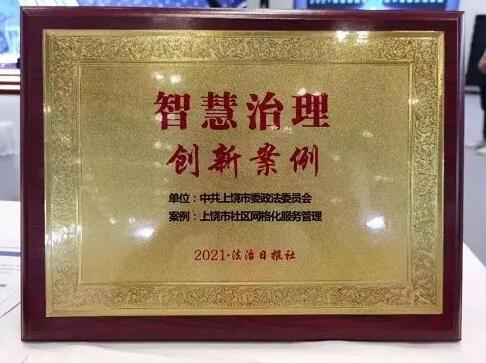 智慧治理
创新案例
单位：中共上饶市委政法委员会
案例：上饶市社区网格化服务管理
2021·法治日报社